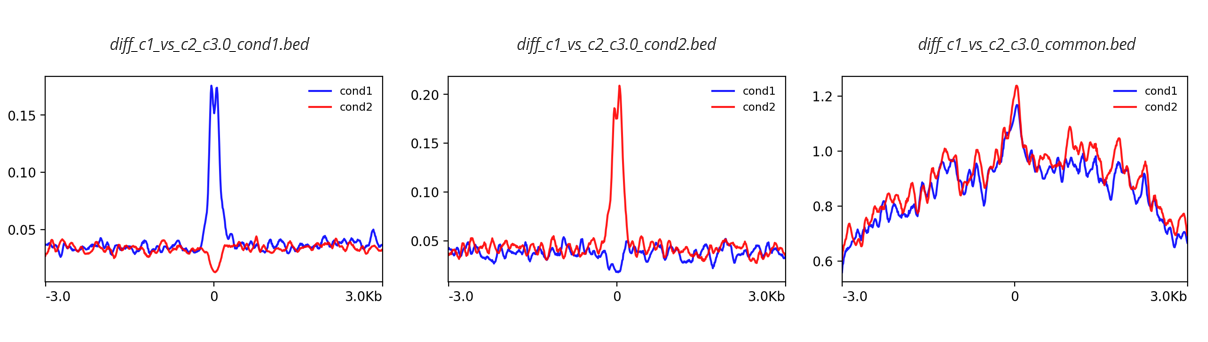 diff_c1_vs_c2_c3.0_cond1.bed
0.15
0.10
0.05
cond1
cond2
-3.0
0
3.0Kb
diff_c1_vs_c2_c3.0_cond2.bed
0.20
0.15
0.10
0.05
cond1
cond2
-3.0
0
3.0Kb
diff_c1_vs_c2_c3.0_common.bed
1.2
1.0
0.8
0.6
cond1
cond2
-3.0
0
3.0Kb